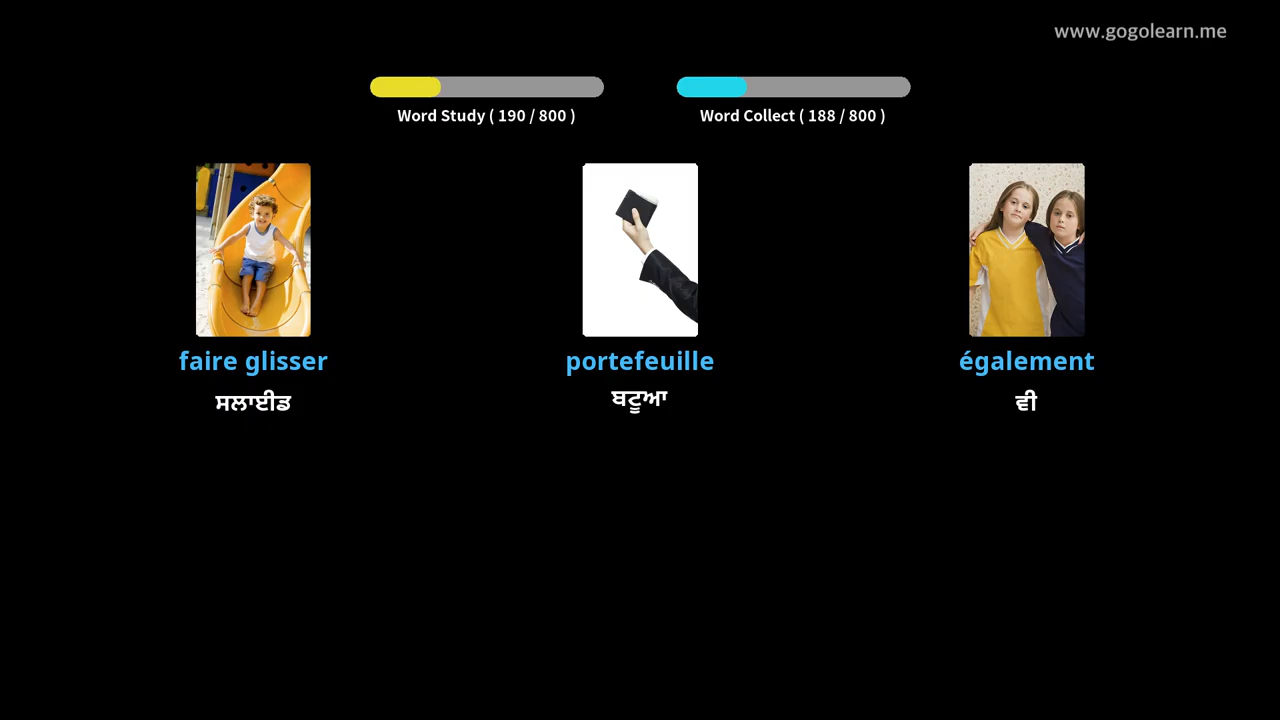 www.gogolearn.me
Word Study ( 190 / 800 )
Word Collect ( 188 / 800 )
faire glisser
portefeuille
également
ਸਲਾਈਡ
ਬਟੂਆ
ਵੀ